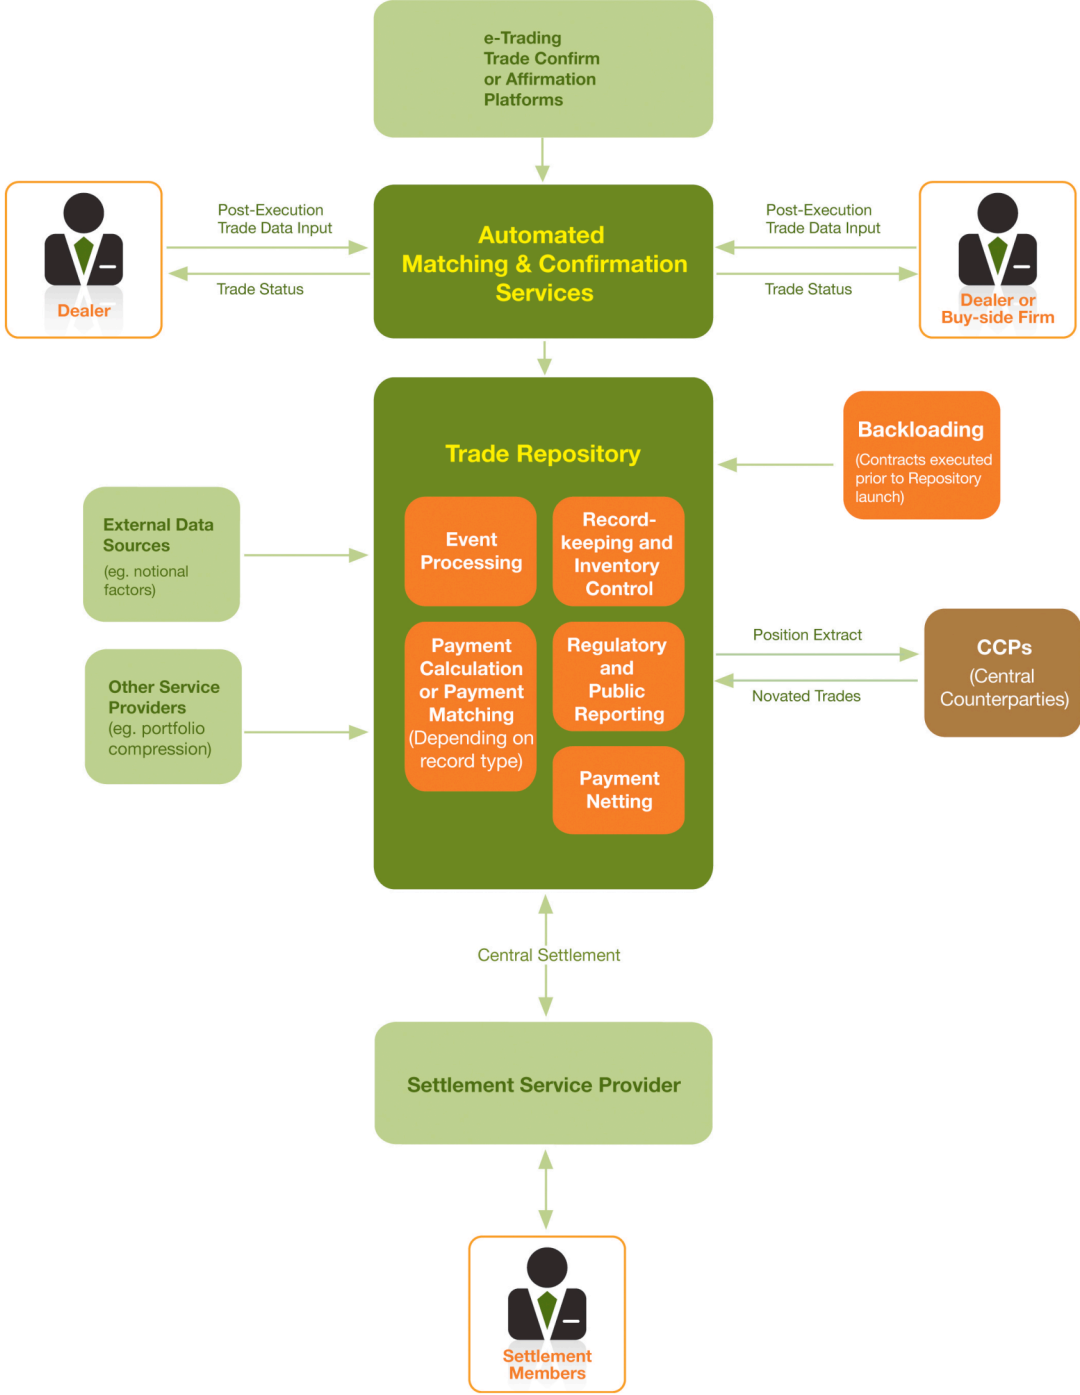 e-Trading
Trade Confirm
or Affirmation
Platforms
Post-Execution
Trade Data Input
Trade Status
Dealer
Automated
Matching & Confirmation
Services
Post-Execution
Trade Data Input
Trade Status
Dealer or
Buy-side Firm
Trade Repository
Backloading
(Contracts executed
prior to Repository
launch)
External Data
Sources
(eg. notional
factors)
Event
Processing
Record-
keeping and
Inventory
Control
Other Service
Providers
(eg. portfolio
compression)
Payment
Calculation
or Payment
Matching
(Depending on
record type)
Regulatory
and
Public
Reporting
Payment
Netting
Position Extract
Novated Trades
CCPs
(Central
Counterparties)
Central Settlement
Settlement Service Provider
Settlement
Members